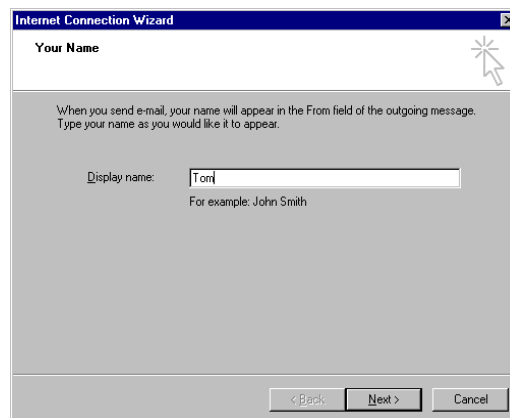 Internet Connection Wizard
Your Name
When you send e-mail, your name will appear in the From field of the outgoing message.
Type your name as you would like it to appear.
Display name:
Tom
For example: John Smith
< Back
Next >
Cancel